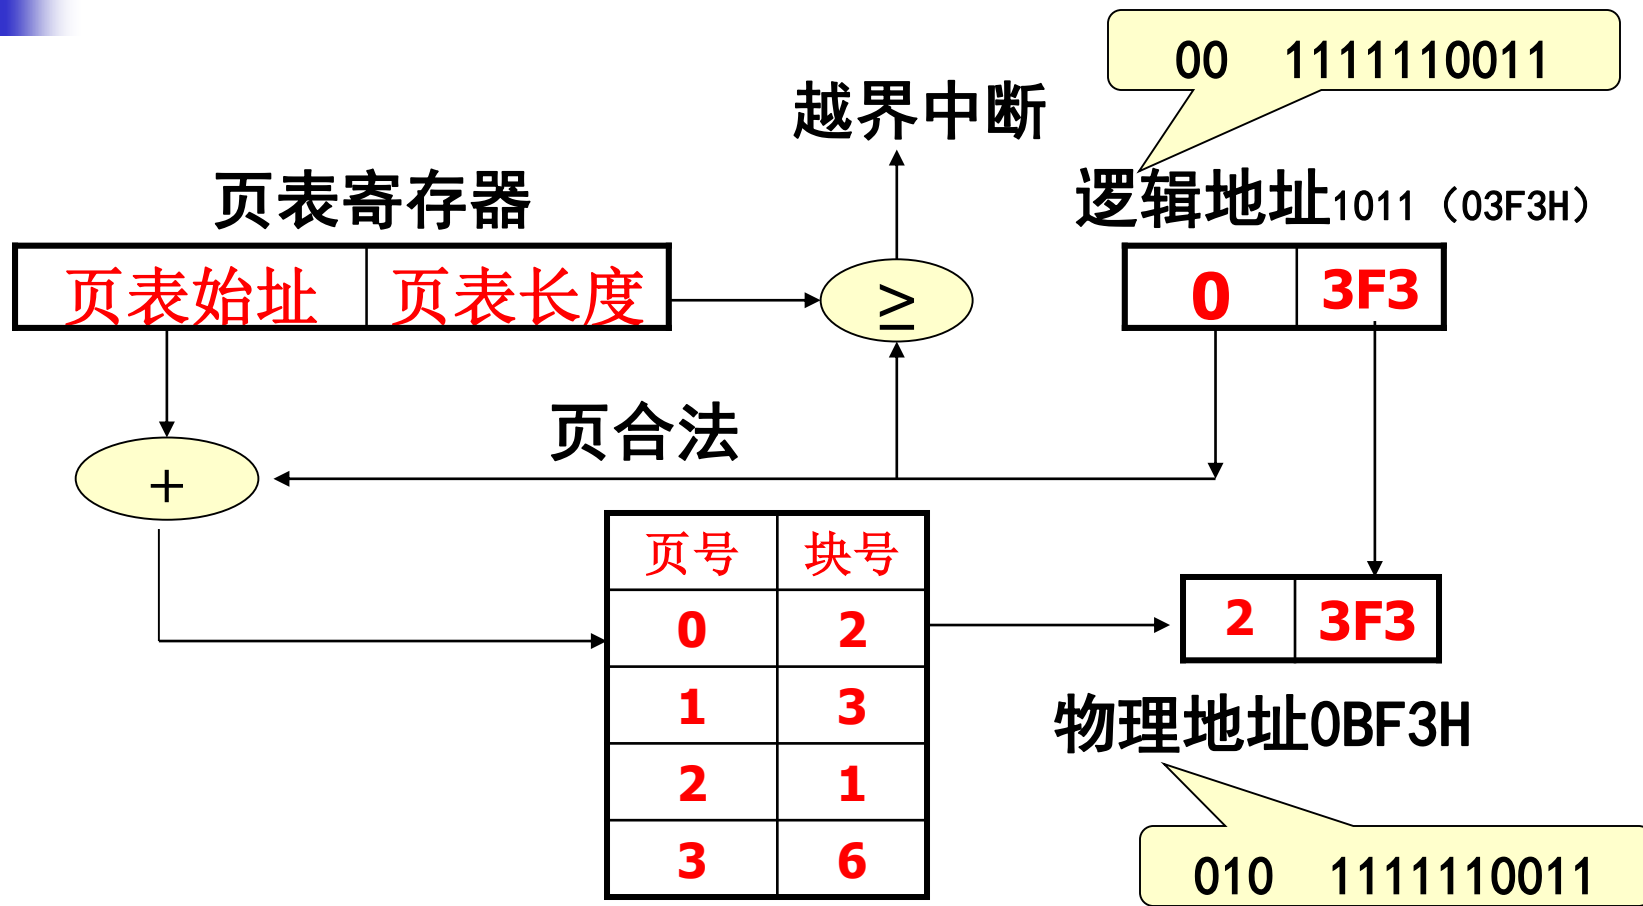 00 1111110011
越界中断
页表寄存器
逻辑地址1011（03F3H）
页表始址 页表长度
≥
0 3F3
页合法
+
页号 块号
0 2
1 3
2 1
3 6
2 3F3
物理地址0BF3H
010 1111110011